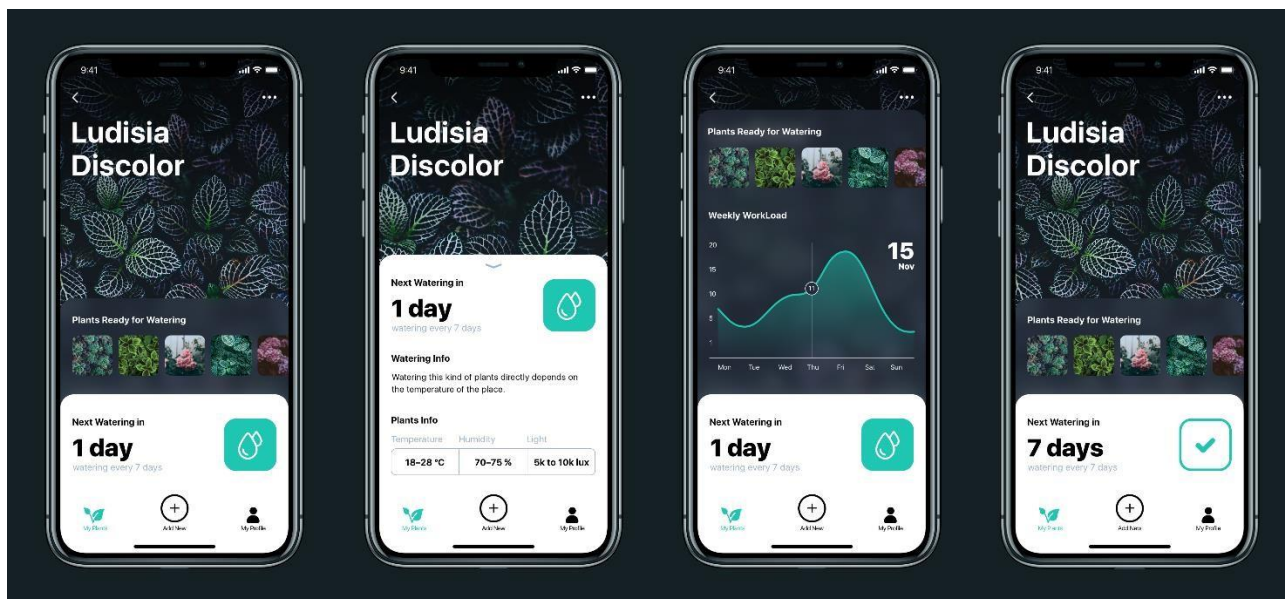 9:41
Ludisia
Discolor
Plants Ready for Watering
Next Watering in
1 day
watering every 7 days
My Plants
Add New
My Profile
9:41
Ludisia
Discolor
Next Watering in
1 day
watering every 7 days
Watering Info
Watering this kind of plants directly depends on
the temperature of the place.
Plants Info
Temperature Humidity Light
18–28 °C 70–75 % 5k to 10k lux
My Plants
Add New
My Profile
9:41
Plants Ready for Watering
Weekly WorkLoad
15
Nov
20
15
10
5
1
11
Mon Tue Wed Thu Fri Sat Sun
Next Watering in
1 day
watering every 7 days
My Plants
Add New
My Profile
9:41
Ludisia
Discolor
Plants Ready for Watering
Next Watering in
7 days
watering every 7 days
My Plants
Add New
My Profile